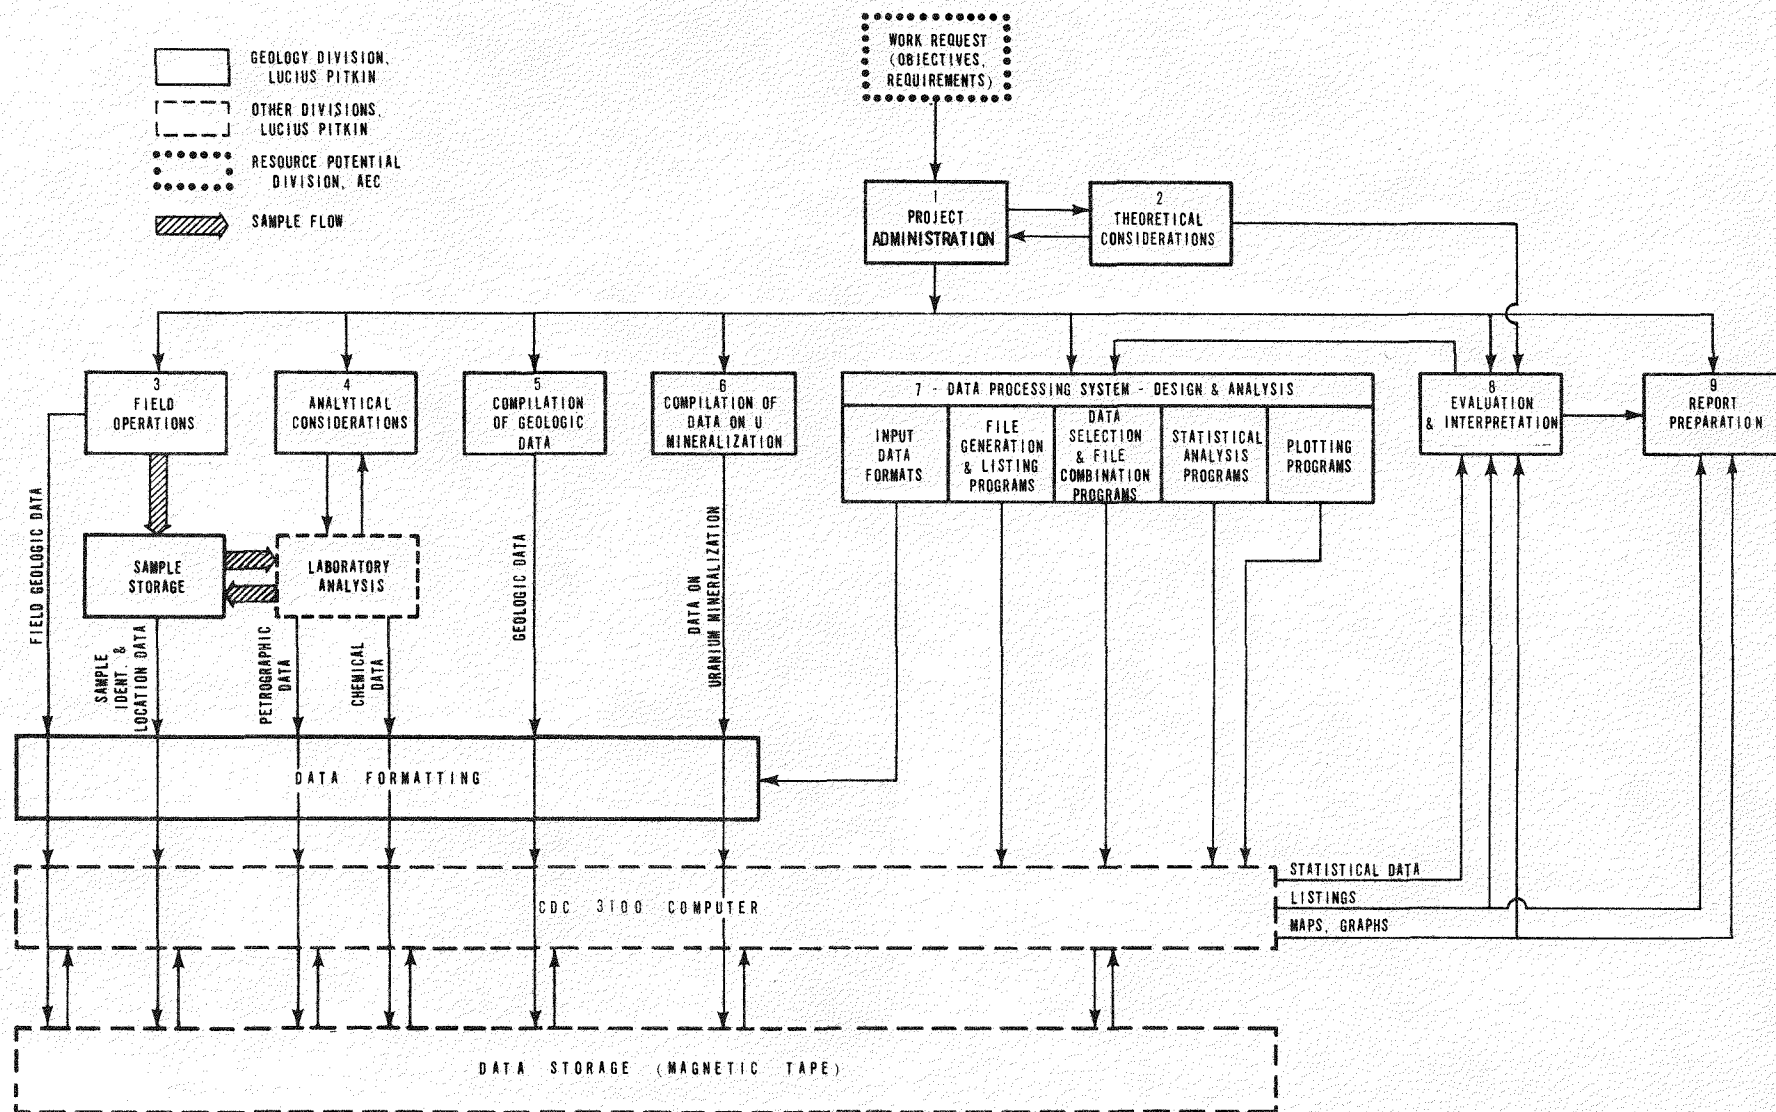 GEOLOGY DIVISION,
LUCIUS PITKIN
OTHER DIVISIONS,
LUCIUS PITKIN
RESOURCE POTENTIAL
DIVISION, AEC
SAMPLE FLOW
WORK REQUEST
(OBJECTIVES,
REQUIREMENTS)
1
PROJECT
ADMINISTRATION
2
THEORETICAL
CONSIDERATIONS
3
FIELD
OPERATIONS
4
ANALYTICAL
CONSIDERATIONS
5
COMPILATION
OF GEOLOGIC
DATA
6
COMPILATION OF
DATA ON U
MINERALIZATION
7 - DATA PROCESSING SYSTEM - DESIGN & ANALYSIS
INPUT
DATA
FORMATS
FILE
GENERATION
& LISTING
PROGRAMS
DATA
SELECTION
& FILE
COMBINATION
PROGRAMS
STATISTICAL
ANALYSIS
PROGRAMS
PLOTTING
PROGRAMS
8
EVALUATION
& INTERPRETATION
9
REPORT
PREPARATION
SAMPLE
STORAGE
LABORATORY
ANALYSIS
FIELD GEOLOGIC DATA
SAMPLE
IDENT. &
LOCATION DATA
PETROGRAPHIC
DATA
CHEMICAL
DATA
GEOLOGIC DATA
DATA ON
URANIUM MINERALIZATION
DATA FORMATTING
CDC 3100 COMPUTER
STATISTICAL DATA
LISTINGS
MAPS, GRAPHS
DATA STORAGE (MAGNETIC TAPE)